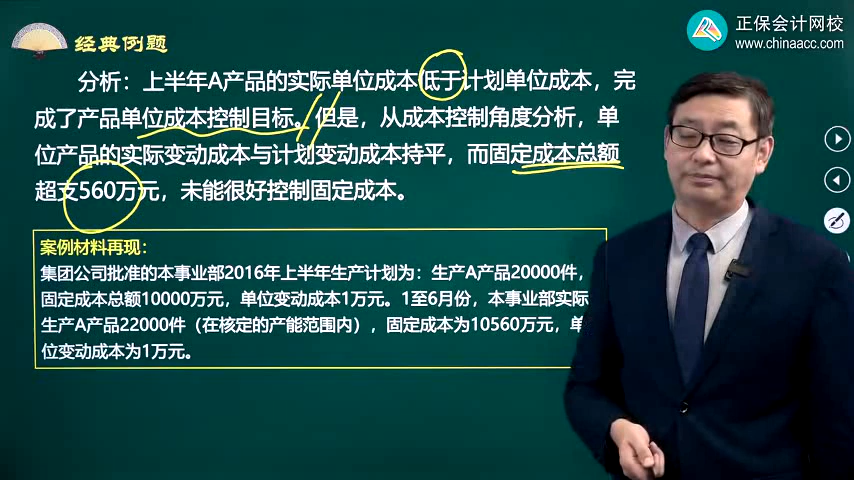 正保会计网校
www.chinaacc.com
经典例题
分析：上半年A产品的实际单位成本低于计划单位成本，完
成了产品单位成本控制目标。但是，从成本控制角度分析，单
位产品的实际变动成本与计划变动成本持平，而固定成本总额
超支560万元，未能很好控制固定成本。
案例材料再现：
集团公司批准的本事业部2016年上半年生产计划为：生产A产品20000件，
固定成本总额10000万元，单位变动成本1万元。1至6月份，本事业部实际
生产A产品22000件（在核定的产能范围内），固定成本为10560万元，单
位变动成本为1万元。